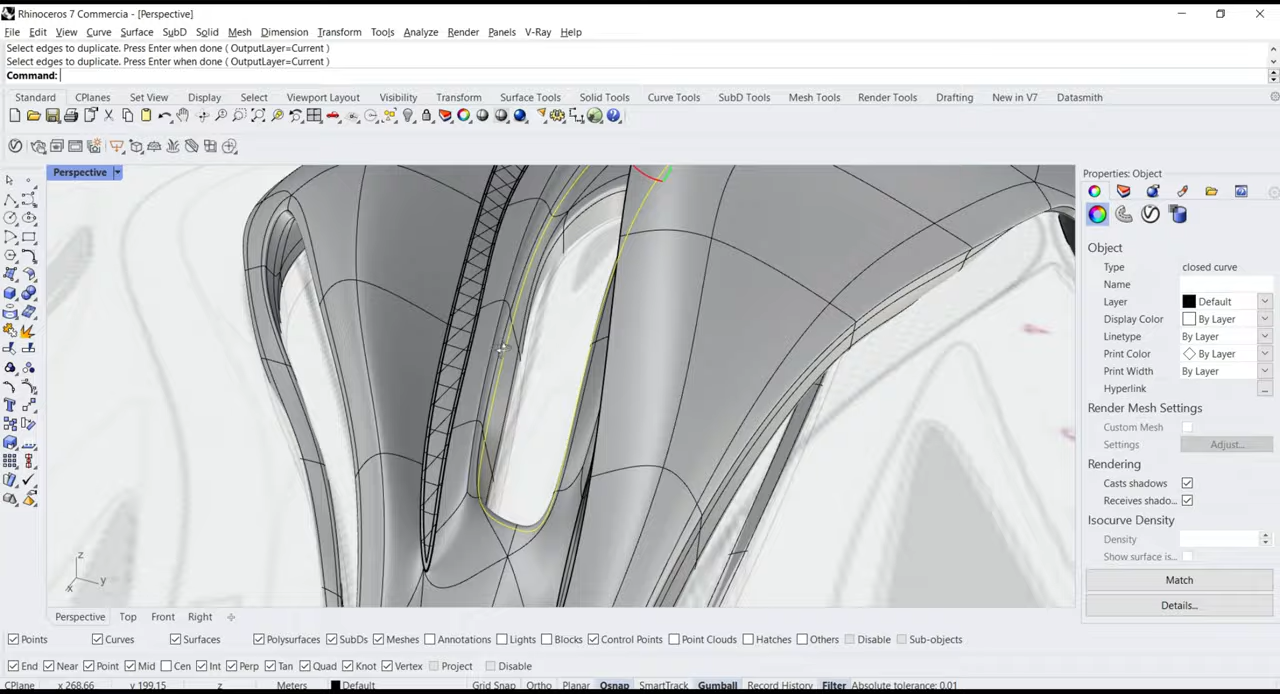 Rhinoceros 7 Commercia - [Perspective]
File Edit View Curve Surface SubD Solid Mesh Dimension Transform Tools Analyze Render Panels V-Ray Help
Select edges to duplicate. Press Enter when done ( OutputLayer=Current )
Select edges to duplicate. Press Enter when done ( OutputLayer=Current )
Command:
Standard CPlanes Set View Display Select Viewport Layout Visibility Transform Surface Tools Solid Tools Curve Tools SubD Tools Mesh Tools Render Tools Drafting New in V7 Datasmith
Perspective
Properties: Object
Object
Type closed curve
Name
Layer Default
Display Color By Layer
Linetype By Layer
Print Color By Layer
Print Width By Layer
Hyperlink ...
Render Mesh Settings
Custom Mesh
Settings Adjust...
Rendering
Casts shadows
Receives shado...
Isocurve Density
Density
Show surface is...
Match
Details...
z
y
x
Perspective Top Front Right
Points Curves Surfaces Polysurfaces SubDs Meshes Annotations Lights Blocks Control Points Point Clouds Hatches Others Disable Sub-objects
End Near Point Mid Cen Int Perp Tan Quad Knot Vertex Project Disable
CPlane x 268.66 y 199.15 z Meters Default Grid Snap Ortho Planar Osnap SmartTrack Gumball Record History Filter Absolute tolerance: 0.01